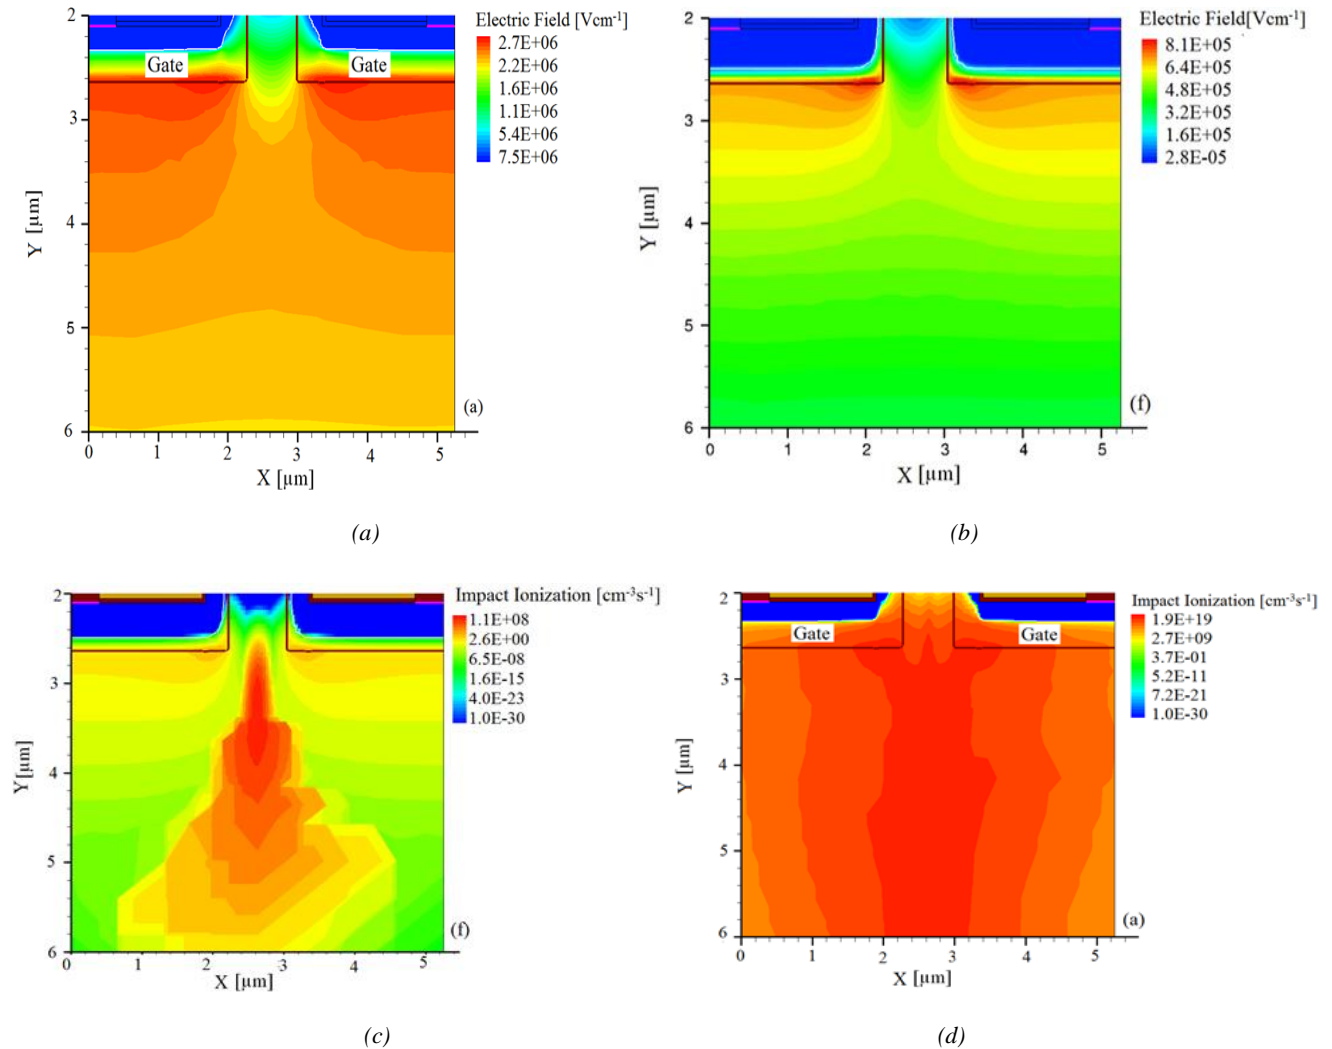 Electric Field [Vcm-1]
2.7E+06
2.2E+06
1.6E+06
1.1E+06
5.4E+06
7.5E+06
Gate
Gate
2
3
4
5
6
Y [µm]
0
1
2
3
4
5
X [µm]
(a)
(a)
Electric Field[Vcm-1]
8.1E+05
6.4E+05
4.8E+05
3.2E+05
1.6E+05
2.8E-05
2
3
4
5
6
Y [µm]
0
1
2
3
4
5
X [µm]
(f)
(b)
Impact Ionization [cm-3s-1]
1.1E+08
2.6E+00
6.5E-08
1.6E-15
4.0E-23
1.0E-30
2
3
4
5
6
Y[µm]
0
1
2
3
4
5
X [µm]
(f)
(c)
Impact Ionization [cm-3s-1]
1.9E+19
2.7E+09
3.7E-01
5.2E-11
7.2E-21
1.0E-30
Gate
Gate
2
3
4
5
6
Y [µm]
0
1
2
3
4
5
X [µm]
(a)
(d)